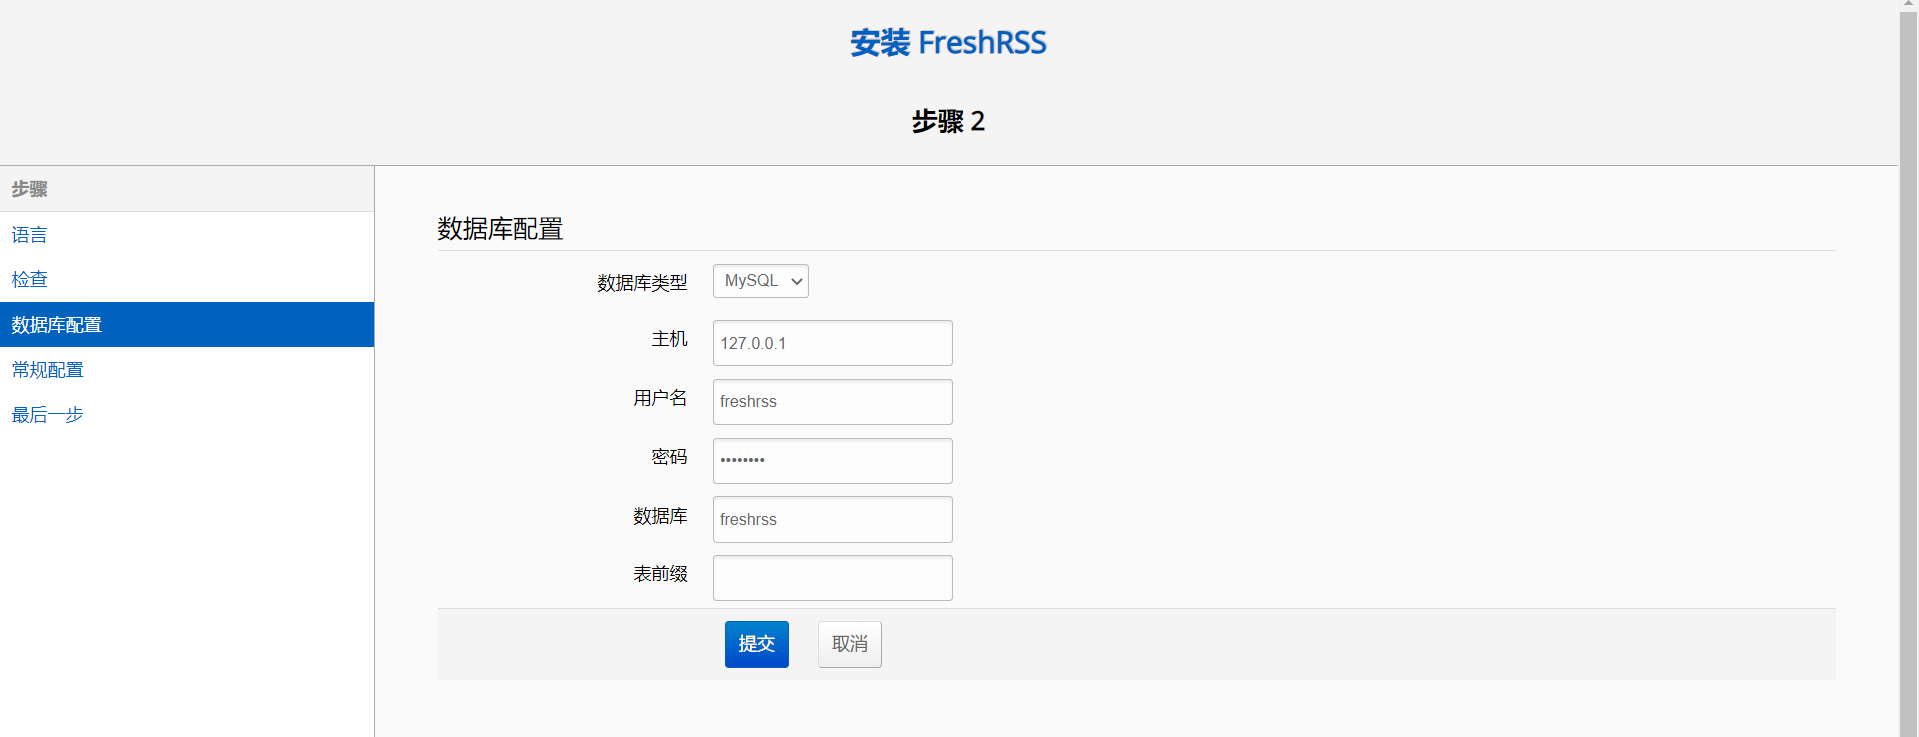 安装 FreshRSS
步骤 2
步骤
语言
检查
数据库配置
常规配置
最后一步
数据库配置
数据库类型 MySQL
主机 127.0.0.1
用户名 freshrss
密码 ••••••••
数据库 freshrss
表前缀
提交 取消